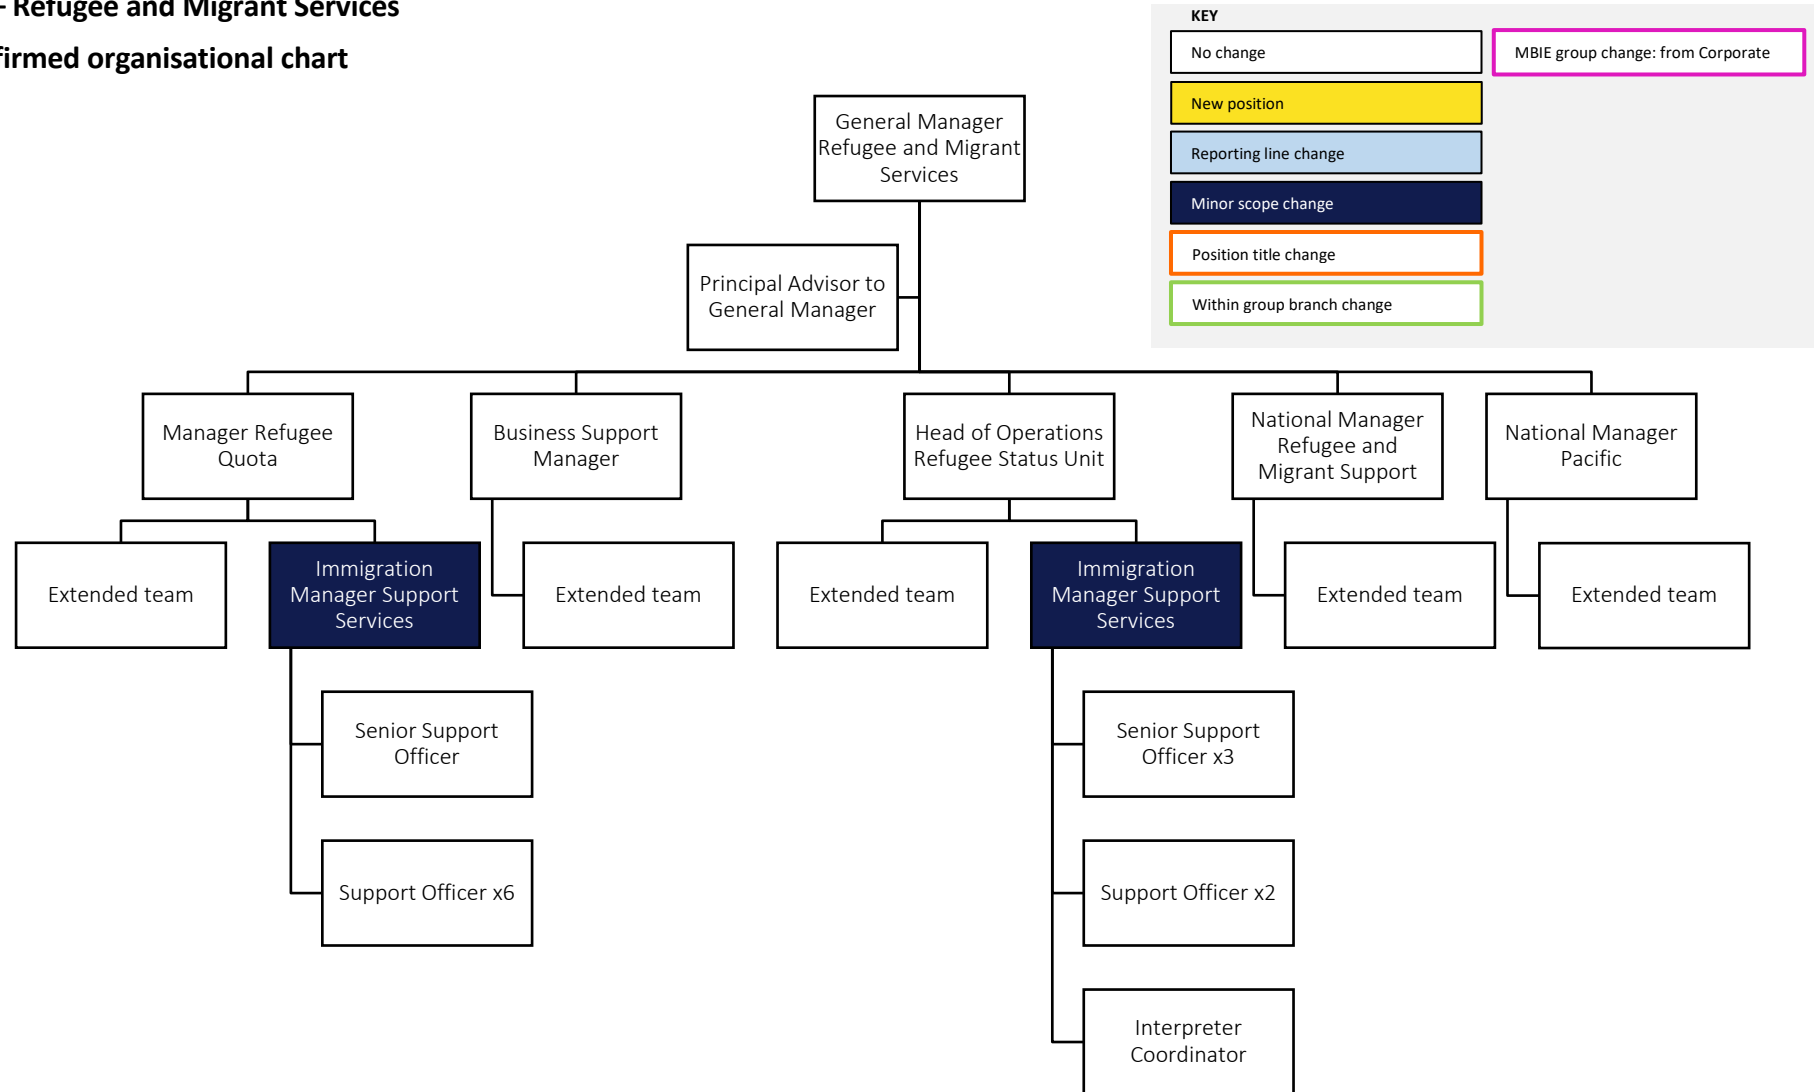 – Refugee and Migrant Services
firmed organisational chart
KEY
No change
MBIE group change: from Corporate
New position
Reporting line change
Minor scope change
Position title change
Within group branch change
General Manager
Refugee and Migrant
Services
Principal Advisor to
General Manager
Manager Refugee
Quota
Business Support
Manager
Head of Operations
Refugee Status Unit
National Manager
Refugee and
Migrant Support
National Manager
Pacific
Extended team
Immigration
Manager Support
Services
Extended team
Extended team
Immigration
Manager Support
Services
Extended team
Extended team
Senior Support
Officer
Senior Support
Officer x3
Support Officer x6
Support Officer x2
Interpreter
Coordinator